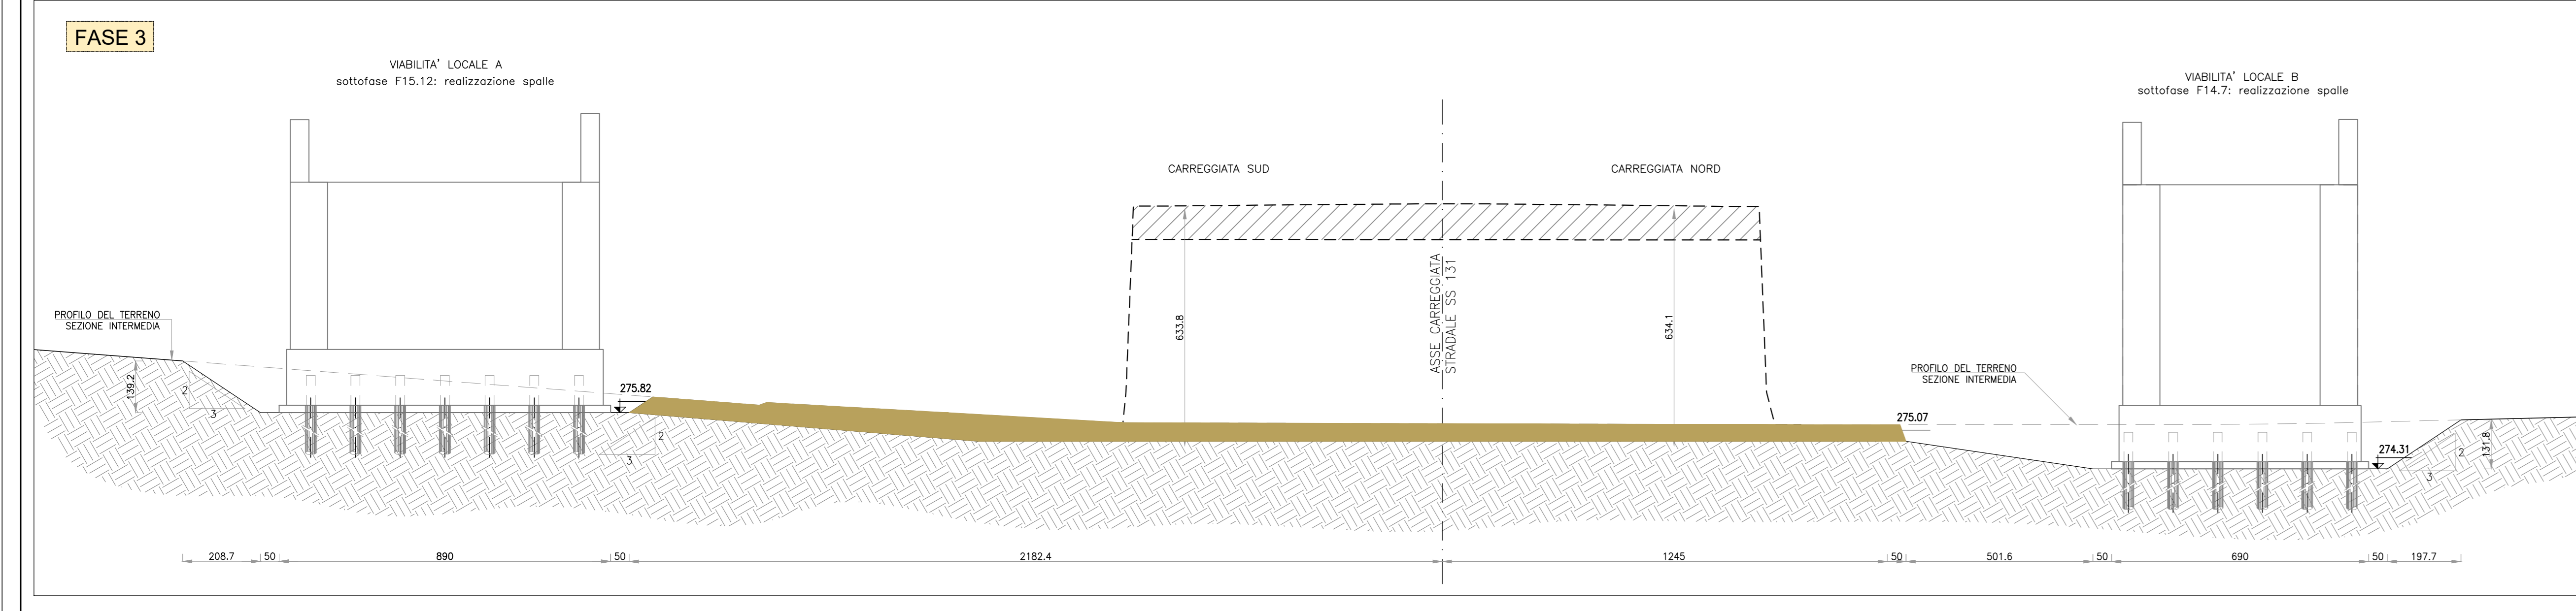 FASE 3
VIABILITA' LOCALE A
sottofase F15.12: realizzazione spalle
VIABILITA' LOCALE B
sottofase F14.7: realizzazione spalle
CARREGGIATA SUD
CARREGGIATA NORD
ASSE CARREGGIATA
STRADALE SS 131
633.8
634.1
PROFILO DEL TERRENO
SEZIONE INTERMEDIA
139.2
2
3
275.82
2
3
PROFILO DEL TERRENO
SEZIONE INTERMEDIA
275.07
274.31
2
3
131.8
208.7 50 890 50 2182.4 1245 50 501.6 50 690 50 197.7